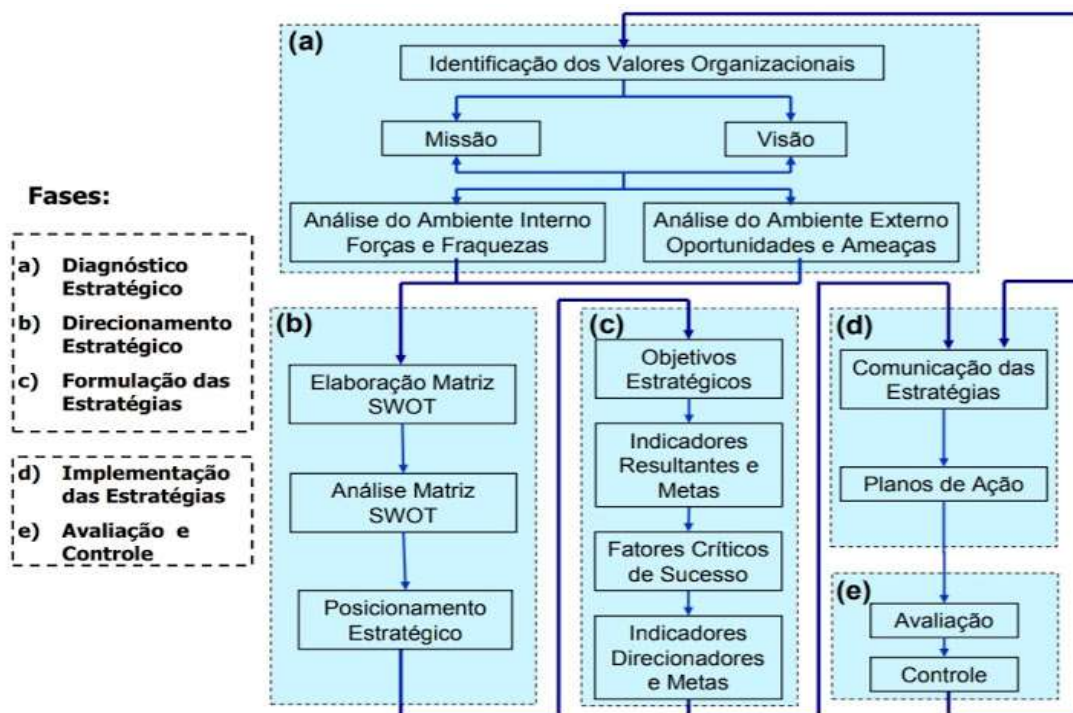 (a)
Identificação dos Valores Organizacionais
Missão
Visão
Análise do Ambiente Interno
Forças e Fraquezas
Análise do Ambiente Externo
Oportunidades e Ameaças
Fases:
a) Diagnóstico
Estratégico
b) Direcionamento
Estratégico
c) Formulação das
Estratégias
d) Implementação
das Estratégias
e) Avaliação e
Controle
(b)
Elaboração Matriz
SWOT
Análise Matriz
SWOT
Posicionamento
Estratégico
(c)
Objetivos
Estratégicos
Indicadores
Resultantes e
Metas
Fatores Críticos
de Sucesso
Indicadores
Direcionadores
e Metas
(d)
Comunicação das
Estratégias
Planos de Ação
(e)
Avaliação
Controle